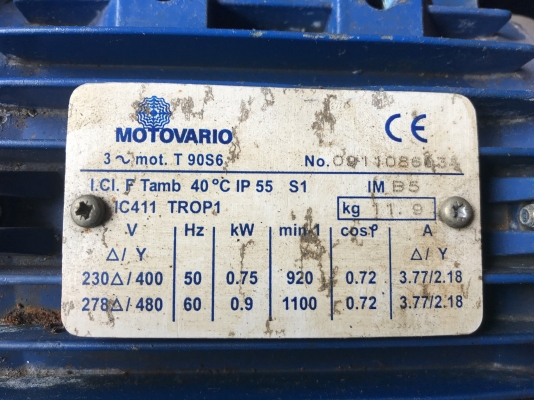 MOTOVARIO
CE
3 ~ mot. T 90S6
No.
I.Cl. F Tamb 40 °C IP 55 S1 IM B5
IC411 TROP1 kg 11.9
V Hz kW min-1 cosφ A
Δ/ Y Δ/ Y
230Δ/400 50 0.75 920 0.72 3.77/2.18
278Δ/480 60 0.9 1100 0.72 3.77/2.18